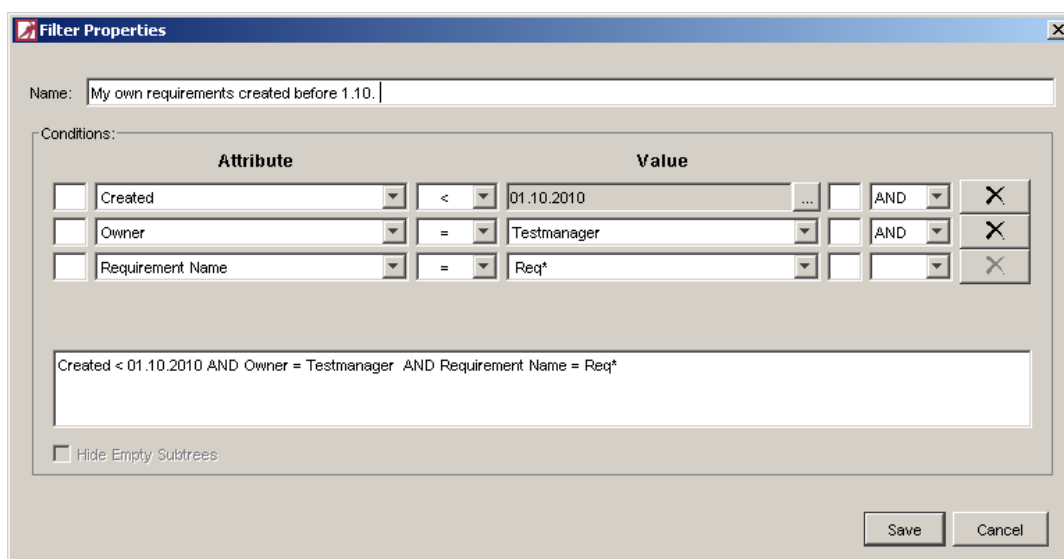 Filter Properties
Name: My own requirements created before 1.10.
Conditions:
Attribute Value
Created < 01.10.2010 ... AND
Owner = Testmanager AND
Requirement Name = Req*
Created < 01.10.2010 AND Owner = Testmanager AND Requirement Name = Req*
Hide Empty Subtrees
Save Cancel